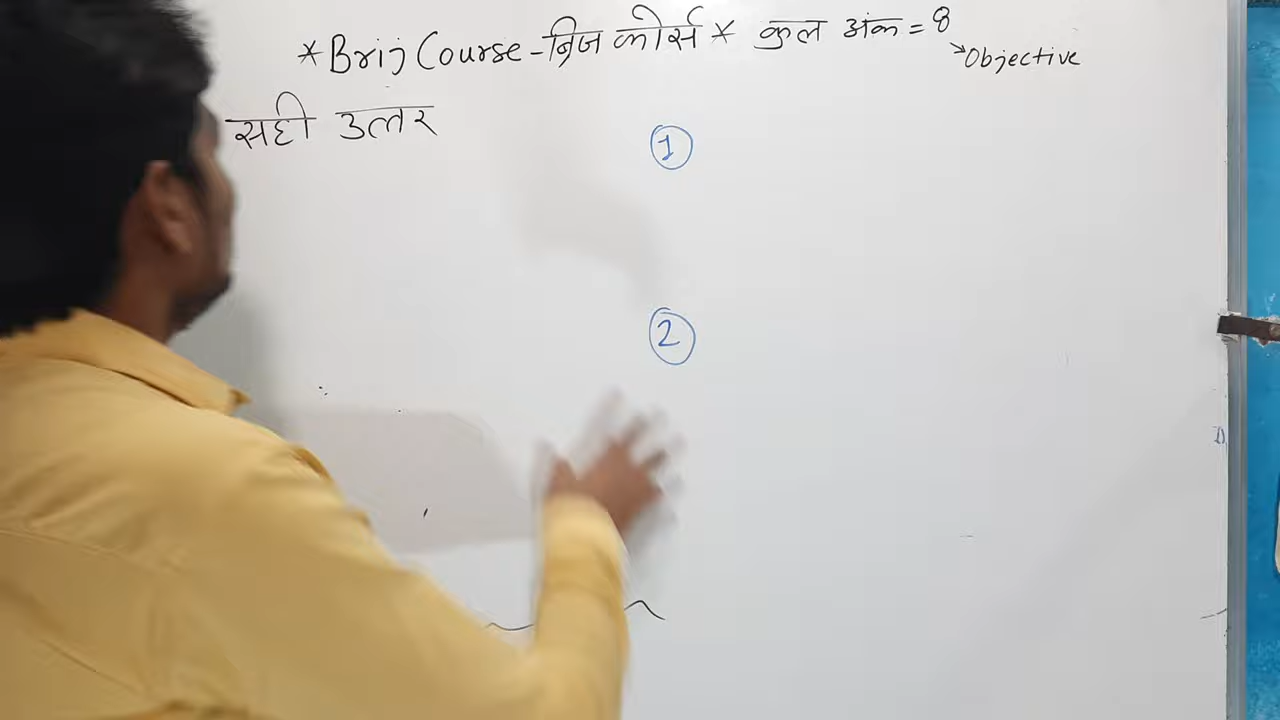 *Brij Course-ब्रिज कोर्स* कुल अंक=8
→Objective
सही उत्तर
1
2